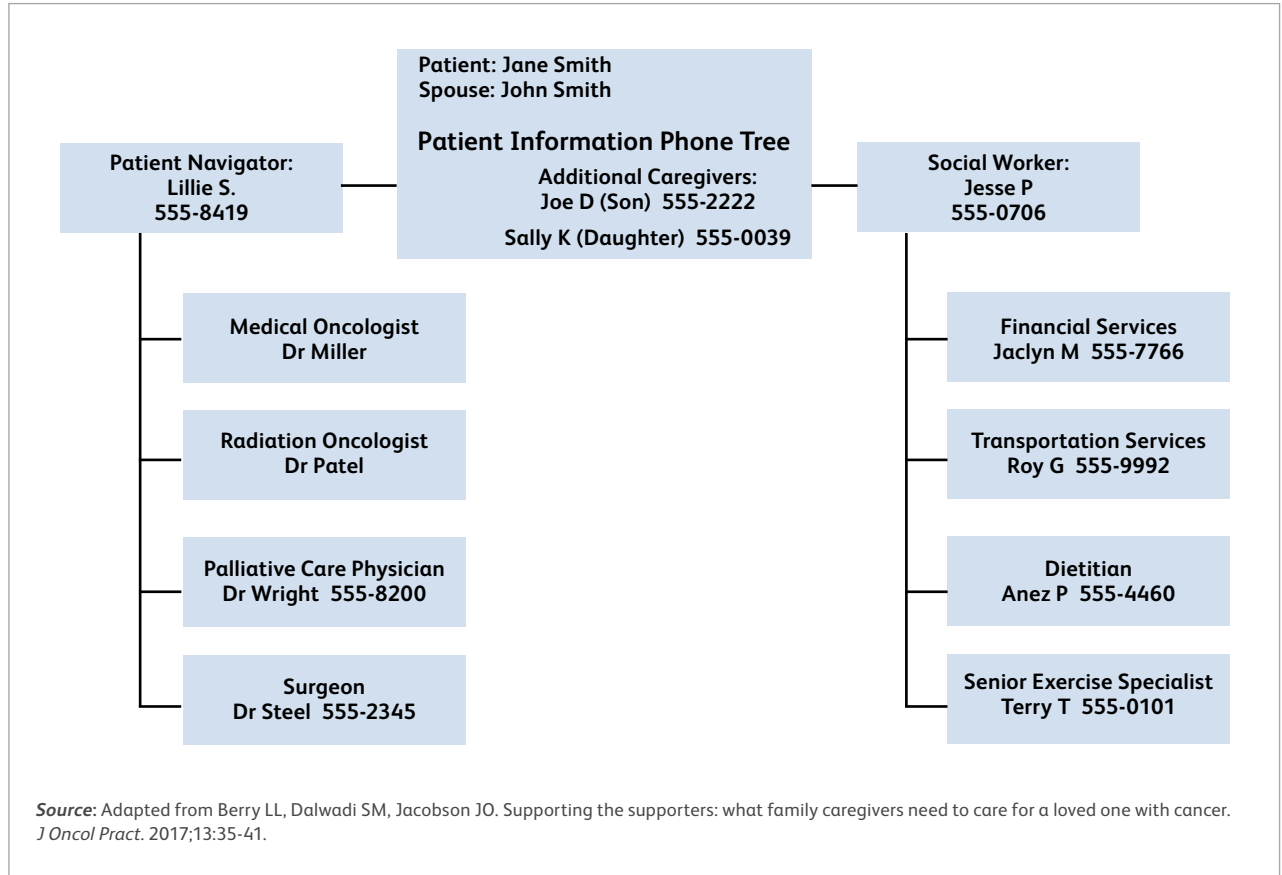 Patient: Jane Smith
Spouse: John Smith
Patient Information Phone Tree
Additional Caregivers:
Joe D (Son) 555-2222
Sally K (Daughter) 555-0039
Patient Navigator:
Lillie S.
555-8419
Medical Oncologist
Dr Miller
Radiation Oncologist
Dr Patel
Palliative Care Physician
Dr Wright 555-8200
Surgeon
Dr Steel 555-2345
Social Worker:
Jesse P
555-0706
Financial Services
Jaclyn M 555-7766
Transportation Services
Roy G 555-9992
Dietitian
Anez P 555-4460
Senior Exercise Specialist
Terry T 555-0101
Source: Adapted from Berry LL, Dalwadi SM, Jacobson JO. Supporting the supporters: what family caregivers need to care for a loved one with cancer.
J Oncol Pract. 2017;13:35-41.